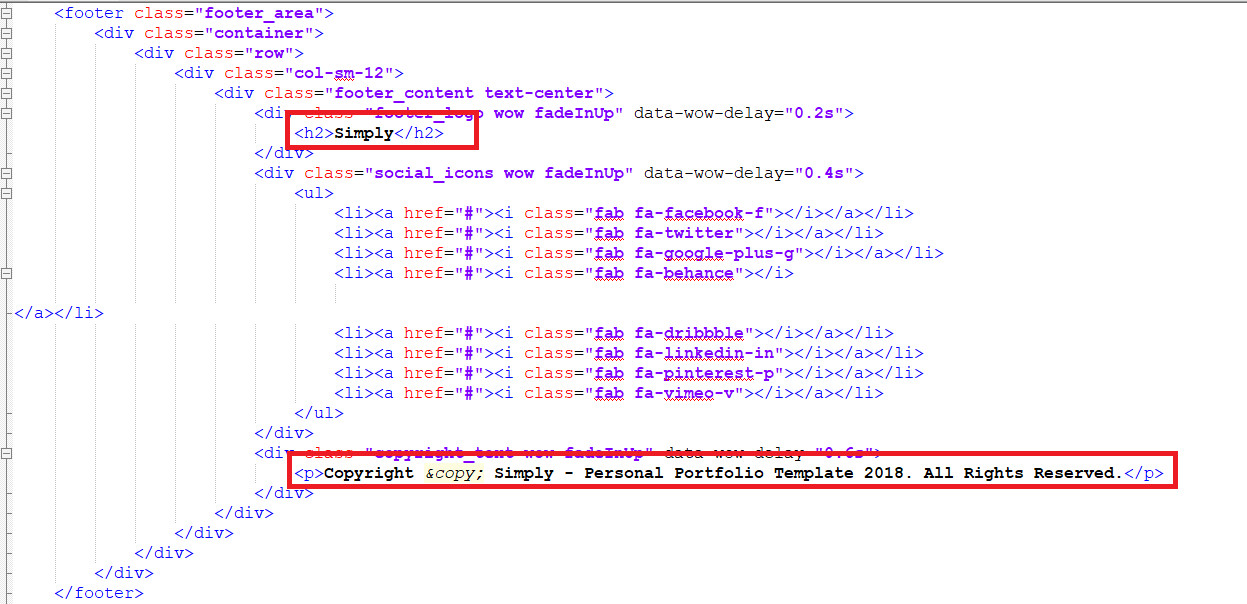 <footer class="footer_area">
<div class="container">
<div class="row">
<div class="col-sm-12">
<div class="footer_content text-center">
<div class="footer_logo wow fadeInUp" data-wow-delay="0.2s">
<h2>Simply</h2>
</div>
<div class="social_icons wow fadeInUp" data-wow-delay="0.4s">
<ul>
<li><a href="#"><i class="fab fa-facebook-f"></i></a></li>
<li><a href="#"><i class="fab fa-twitter"></i></a></li>
<li><a href="#"><i class="fab fa-google-plus-g"></i></a></li>
<li><a href="#"><i class="fab fa-behance"></i>
</a></li>
<li><a href="#"><i class="fab fa-dribbble"></i></a></li>
<li><a href="#"><i class="fab fa-linkedin-in"></i></a></li>
<li><a href="#"><i class="fab fa-pinterest-p"></i></a></li>
<li><a href="#"><i class="fab fa-vimeo-v"></i></a></li>
</ul>
</div>
<div class="copyright_text wow fadeInUp" data-wow-delay="0.6s">
<p>Copyright &copy; Simply - Personal Portfolio Template 2018. All Rights Reserved.</p>
</div>
</div>
</div>
</div>
</div>
</footer>